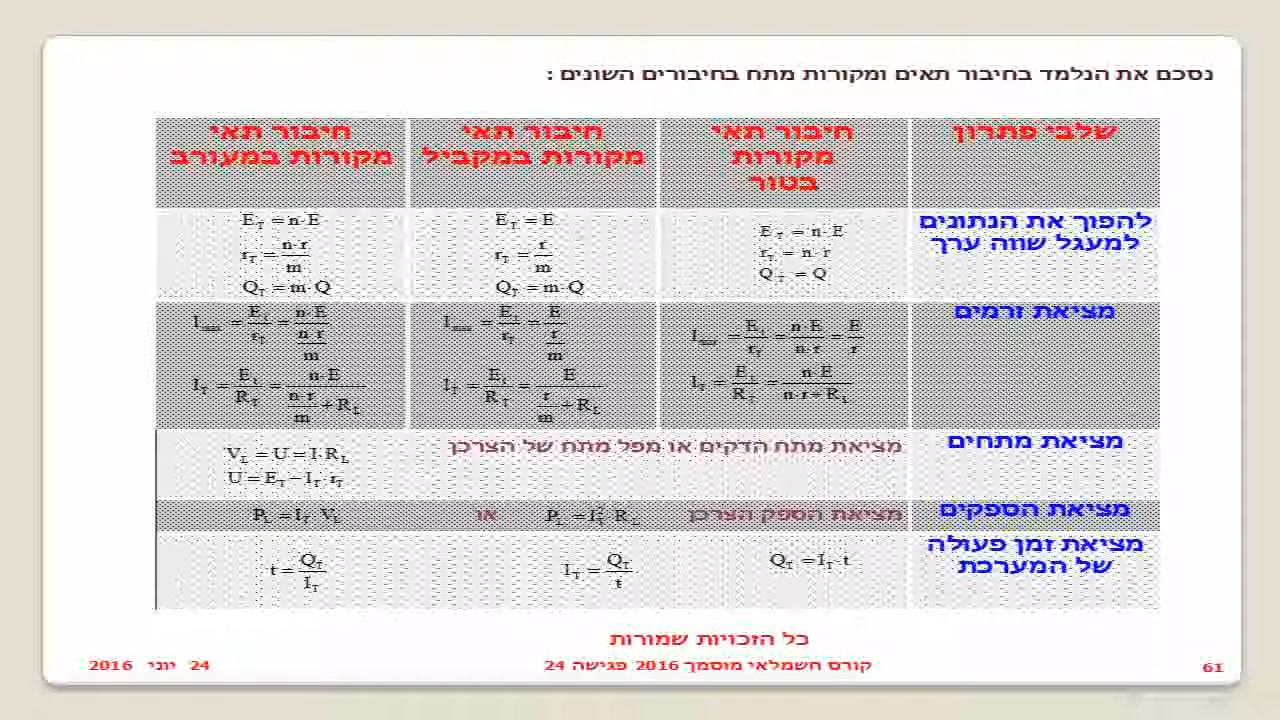 נסכם את הנלמד בחיבור תאים ומקורות מתח בחיבורים השונים :
שלבי פתרון
חיבור תאי
מקורות
בטור
חיבור תאי
מקורות במקביל
חיבור תאי
מקורות במעורב
להפוך את הנתונים
למעגל שווה ערך
E_T = n·E
r_T = n·r
Q_T = Q
E_T = E
r_T = r/m
Q_T = m·Q
E_T = n·E
r_T = n·r/m
Q_T = m·Q
מציאת זרמים
I_max = E_t/r_T = n·E/n·r = E/r
I_T = E_t/R_T = n·E/(n·r+R_L)
I_max = E_t/r_T = E/(r/m)
I_T = E_t/R_T = E/(r/m+R_L)
I_max = E_t/r_T = n·E/(n·r/m)
I_T = E_t/R_T = n·E/(n·r/m+R_L)
מציאת מתחים
מציאת מתח הדקים או מפל מתח של הצרכן
V_L = U = I·R_L
U = E_T − I_T·r_T
מציאת הספקים
מציאת הספק הצרכן P_L = I_T²·R_L או P_L = I_T·V_L
מציאת זמן פעולה
של המערכת
Q_T = I_T·t
I_T = Q_T/t
t = Q_T/I_T
כל הזכויות שמורות
61
קורס חשמלאי מוסמך 2016 פגישה 24
24 יוני 2016